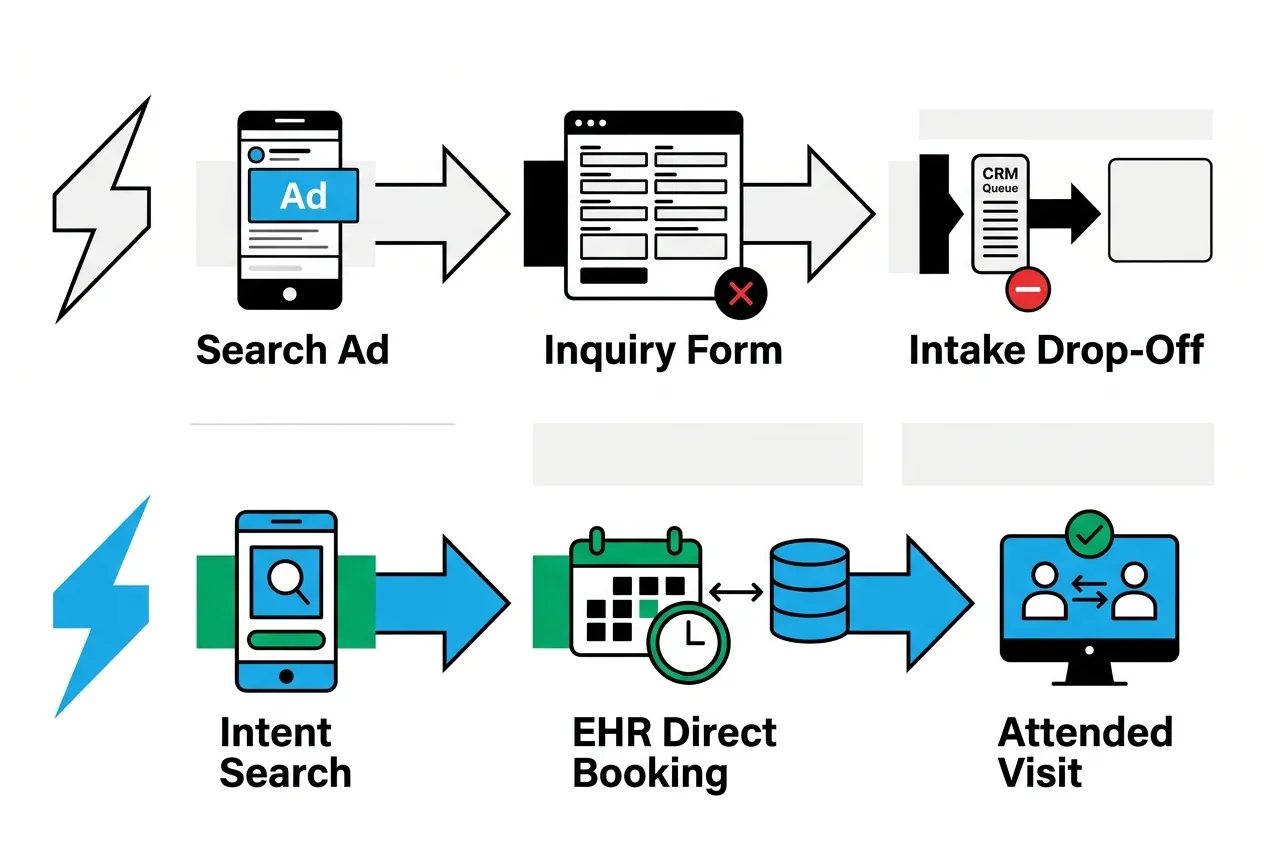 Ad
CRM
Queue
Search Ad
Inquiry Form
Intake Drop-Off
Intent
Search
EHR Direct
Booking
Attended
Visit